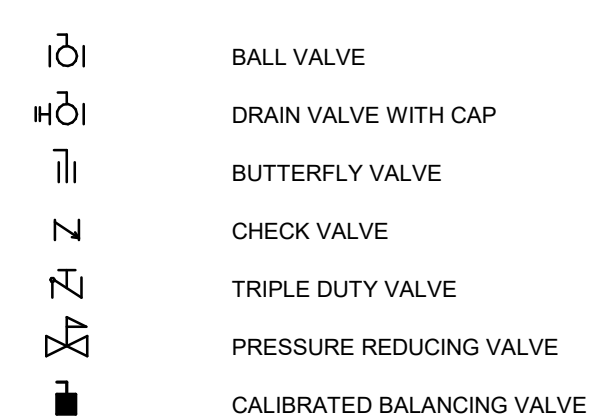 BALL VALVE
DRAIN VALVE WITH CAP
BUTTERFLY VALVE
CHECK VALVE
TRIPLE DUTY VALVE
PRESSURE REDUCING VALVE
CALIBRATED BALANCING VALVE